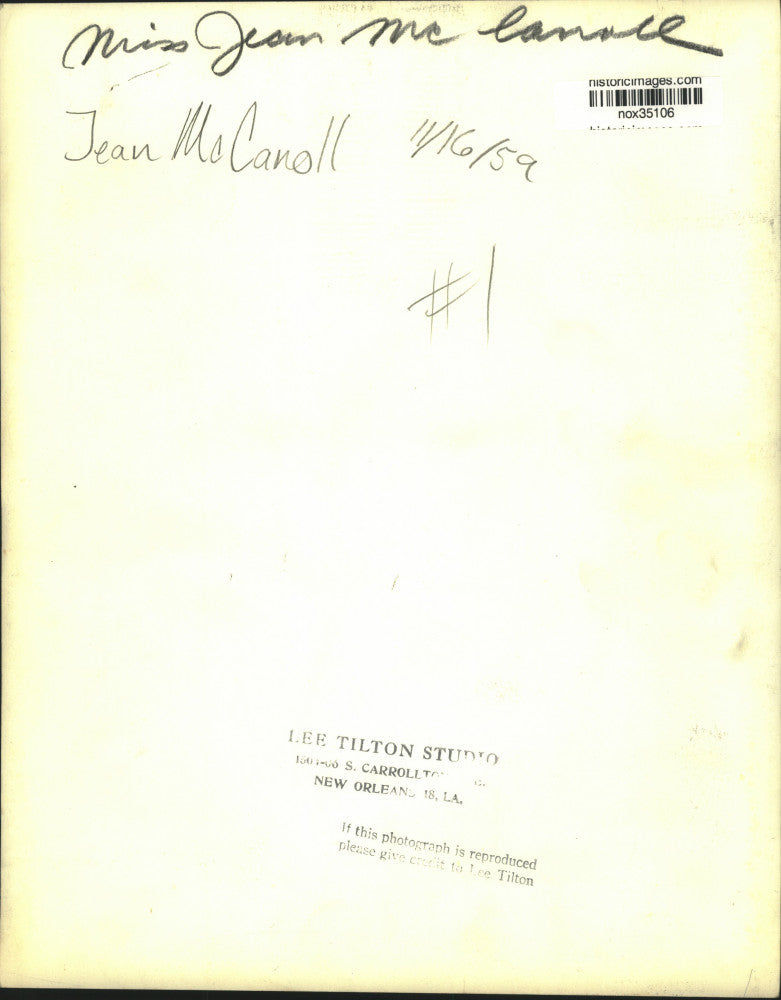 Miss Jean Mc Carroll
historicimages.com
nox35106
Jean McCarroll 11/16/59
#1
LEE TILTON STUDIO
S. CARROLLTON
NEW ORLEANS 18, LA.
If this photograph is reproduced
please give credit to Lee Tilton